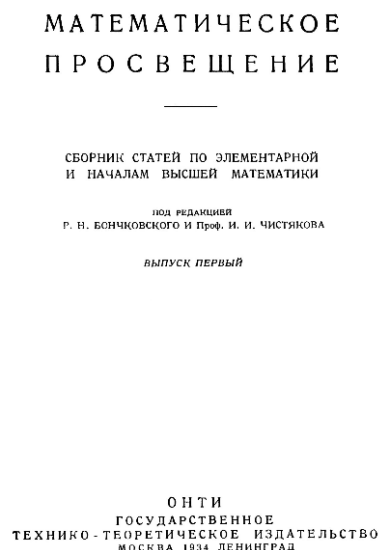 МАТЕМАТИЧЕСКОЕ
ПРОСВЕЩЕНИЕ
СБОРНИК СТАТЕЙ ПО ЭЛЕМЕНТАРНОЙ
И НАЧАЛАМ ВЫСШЕЙ МАТЕМАТИКИ
ПОД РЕДАКЦИЕЙ
Р. Н. БОНЧКОВСКОГО И Проф. И. И. ЧИСТЯКОВА
ВЫПУСК ПЕРВЫЙ
ОНТИ
ГОСУДАРСТВЕННОЕ
ТЕХНИКО-ТЕОРЕТИЧЕСКОЕ ИЗДАТЕЛЬСТВО
МОСКВА 1934 ЛЕНИНГРАД